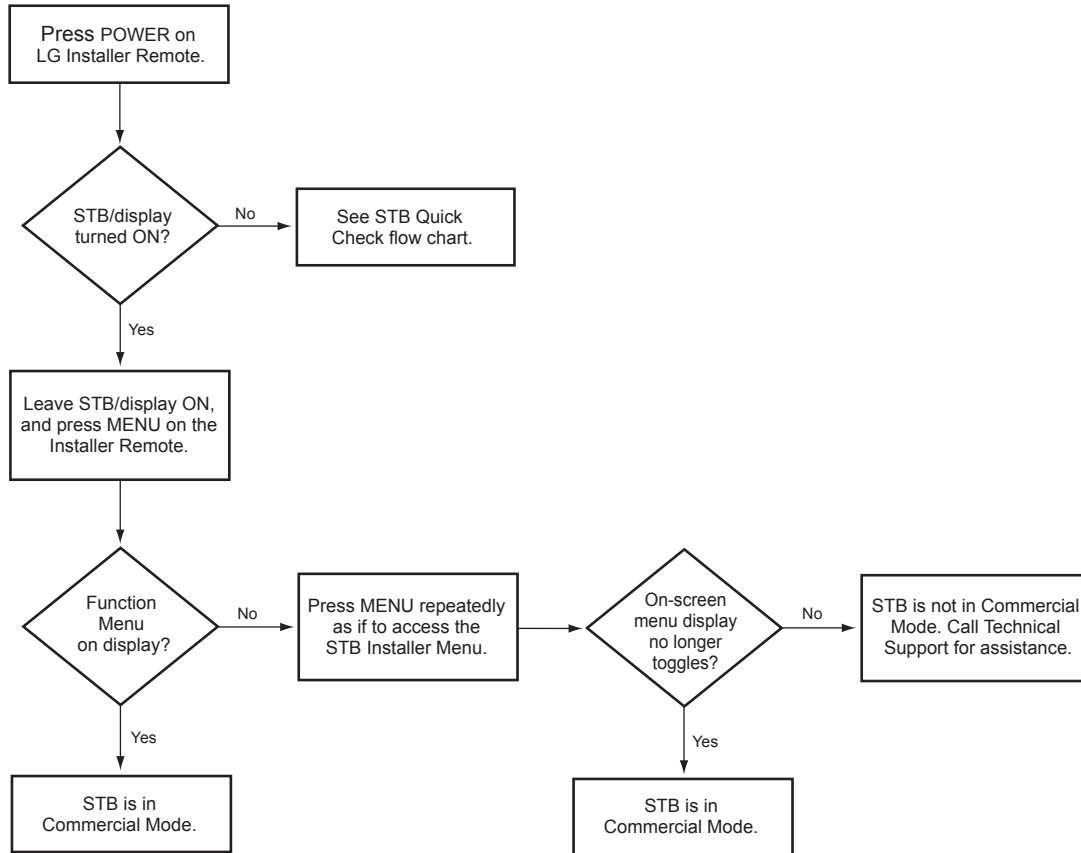 Press POWER on
LG Installer Remote.
STB/display
turned ON?
No
See STB Quick
Check flow chart.
Yes
Leave STB/display ON,
and press MENU on the
Installer Remote.
Function
Menu
on display?
No
Press MENU repeatedly
as if to access the
STB Installer Menu.
On-screen
menu display
no longer
toggles?
No
STB is not in Commercial
Mode. Call Technical
Support for assistance.
Yes
STB is in
Commercial Mode.
Yes
STB is in
Commercial Mode.